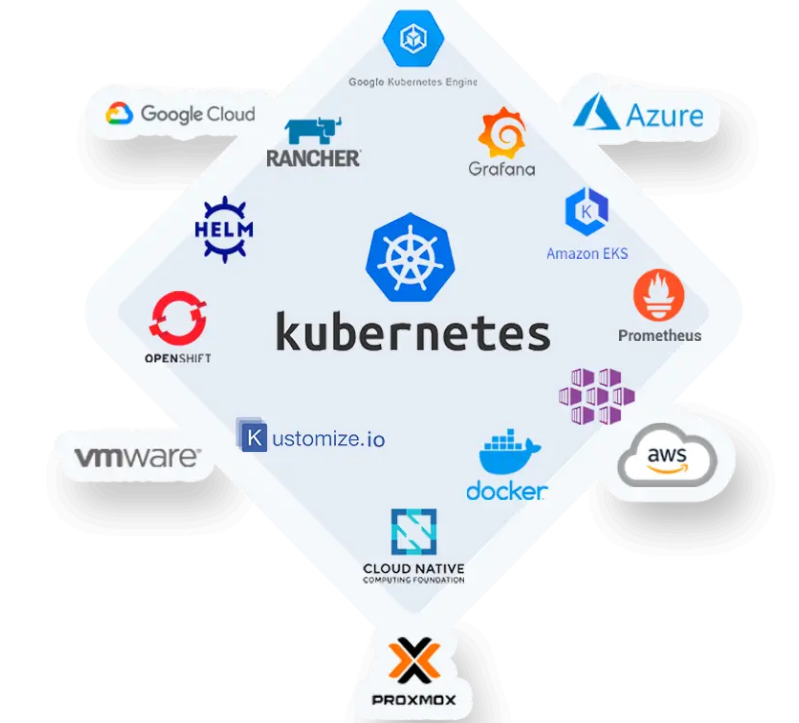 Google Kubernetes Engine
Google Cloud
Azure
RANCHER
Grafana
HELM
K
Amazon EKS
OPENSHIFT
Prometheus
kubernetes
K ustomize.io
vmware
aws
docker
CLOUD NATIVE
COMPUTING FOUNDATION
PROXMOX